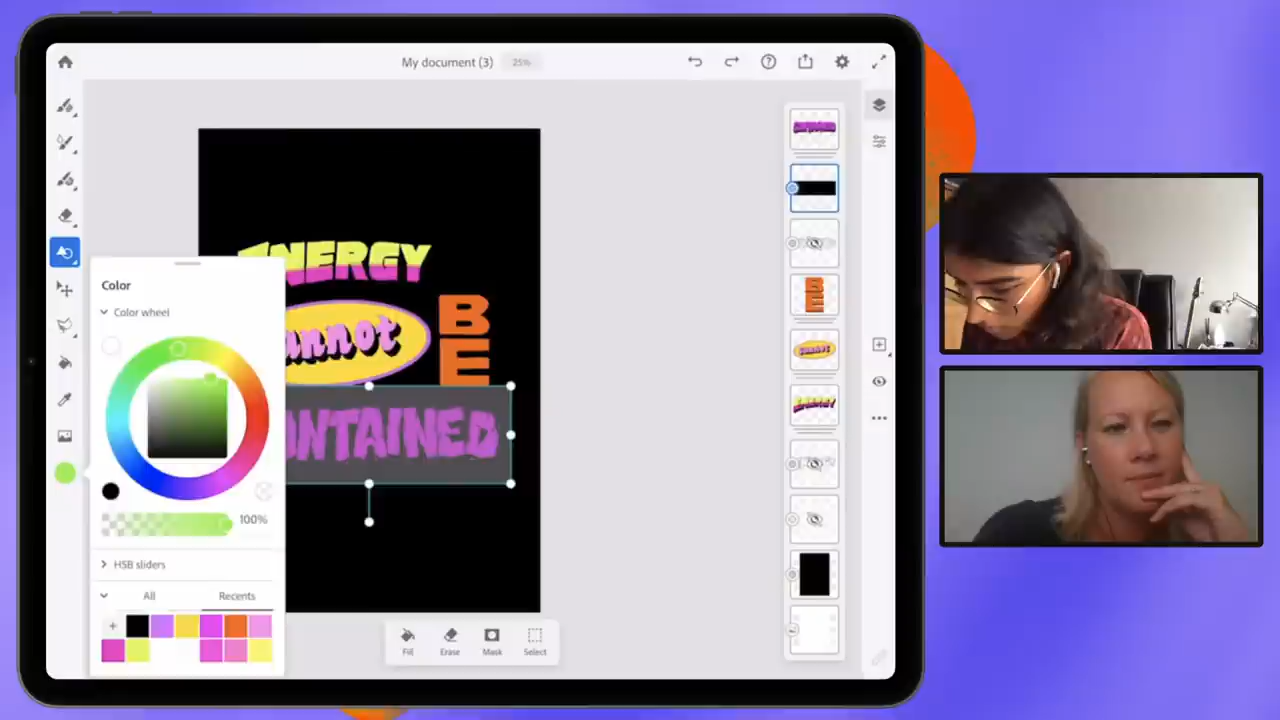 My document (3) 25%
ENERGY
annot
BE
NTAINED
Color
Color wheel
100%
HSB sliders
All Recents
Fill Erase Mask Select